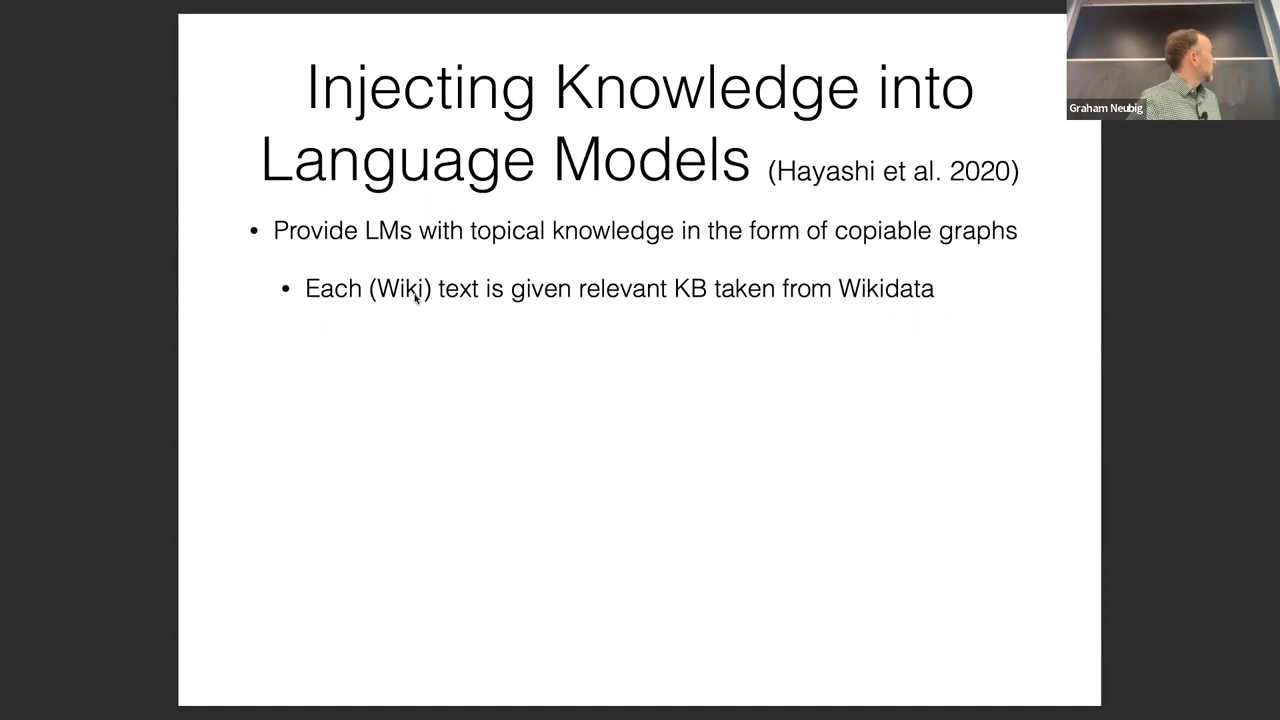 Injecting Knowledge into
Language Models (Hayashi et al. 2020)
• Provide LMs with topical knowledge in the form of copiable graphs
• Each (Wiki) text is given relevant KB taken from Wikidata
Graham Neubig